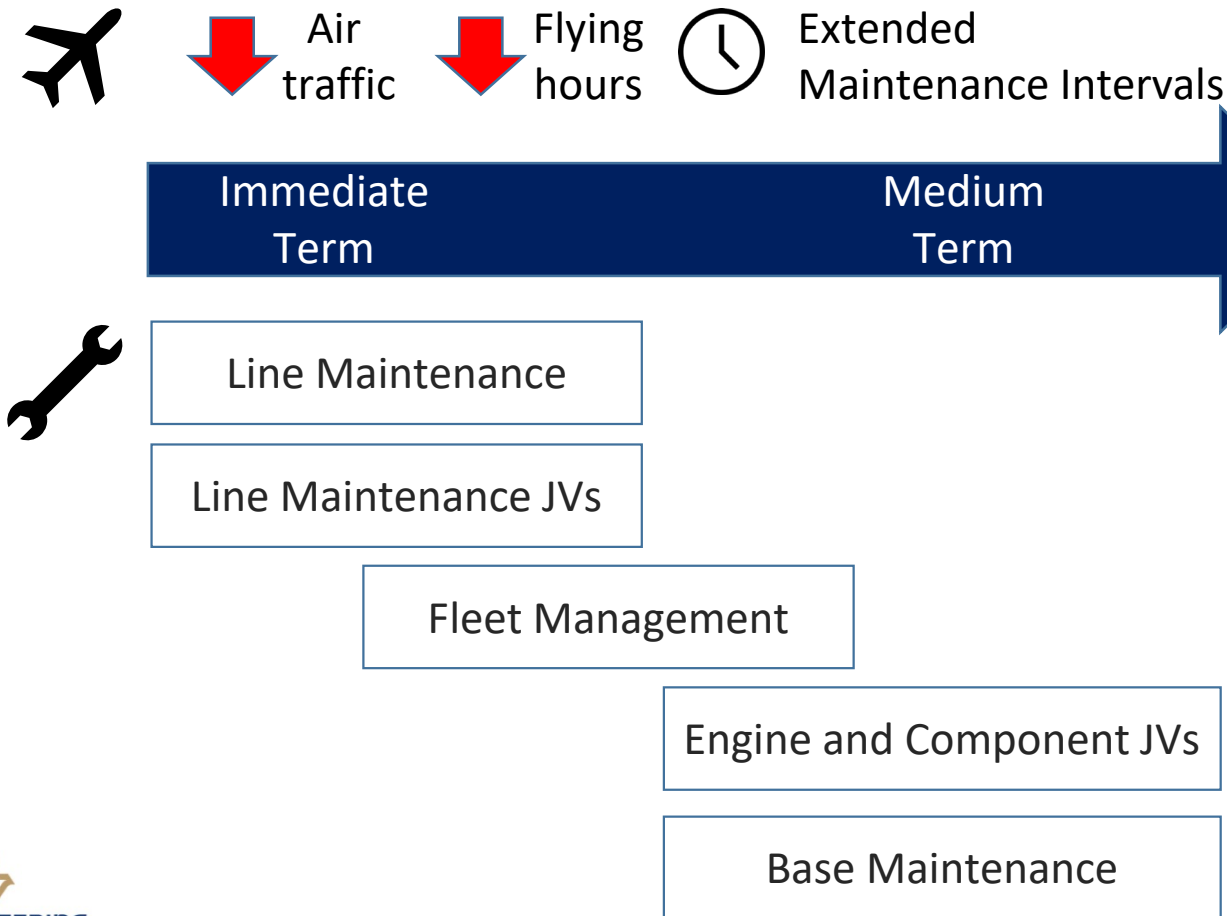 Air
traffic
Flying
hours
Extended
Maintenance Intervals
Immediate
Term
Medium
Term
Line Maintenance
Line Maintenance JVs
Fleet Management
Engine and Component JVs
Base Maintenance